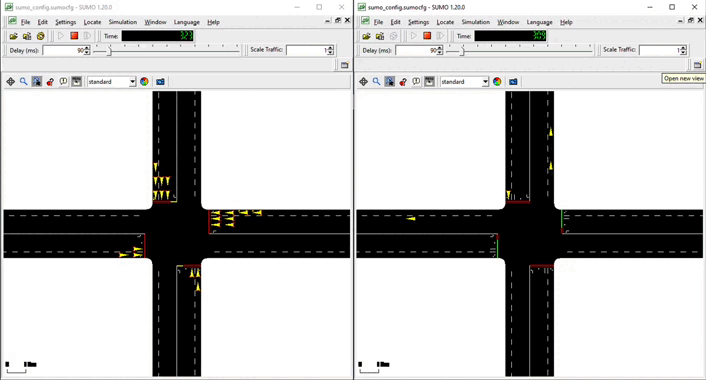 sumo_config.sumocfg - SUMO 1.20.0
File Edit Settings Locate Simulation Window Language Help
Time:
Delay (ms): 90 Scale Traffic: 1
standard
sumo_config.sumocfg - SUMO 1.20.0
File Edit Settings Locate Simulation Window Language Help
Time:
Delay (ms): 90 Scale Traffic: 1
Open new view
standard